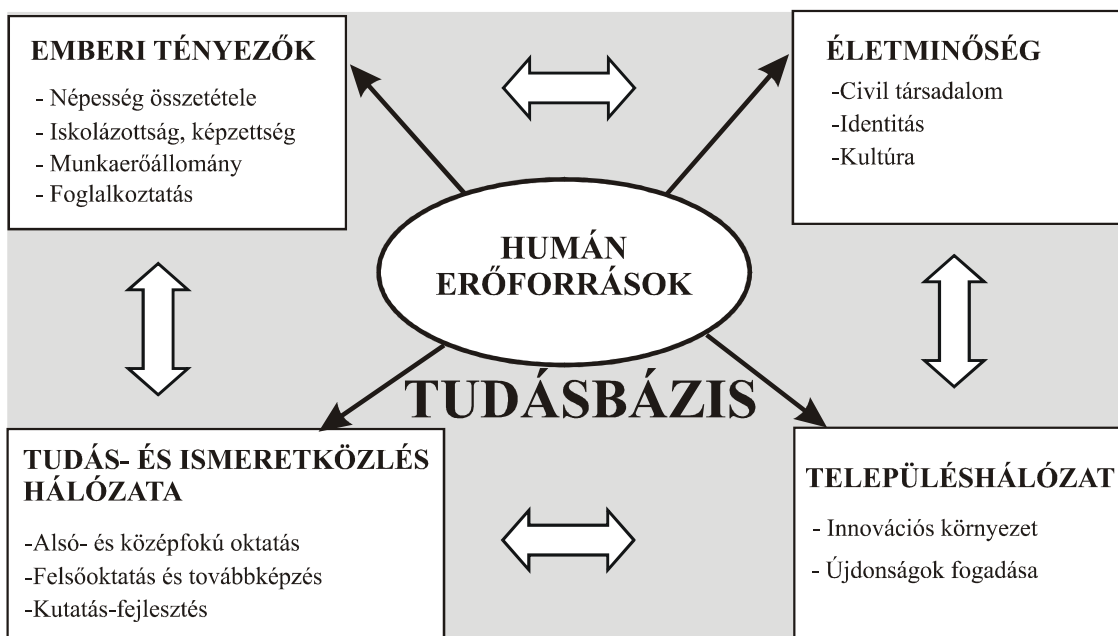 EMBERI TÉNYEZŐK
- Népesség összetétele
- Iskolázottság, képzettség
- Munkaerőállomány
- Foglalkoztatás
ÉLETMINŐSÉG
-Civil társadalom
-Identitás
-Kultúra
HUMÁN
ERŐFORRÁSOK
TUDÁSBÁZIS
TUDÁS- ÉS ISMERETKÖZLÉS
HÁLÓZATA
-Alsó- és középfokú oktatás
-Felsőoktatás és továbbképzés
-Kutatás-fejlesztés
TELEPÜLÉSHÁLÓZAT
- Innovációs környezet
- Újdonságok fogadása